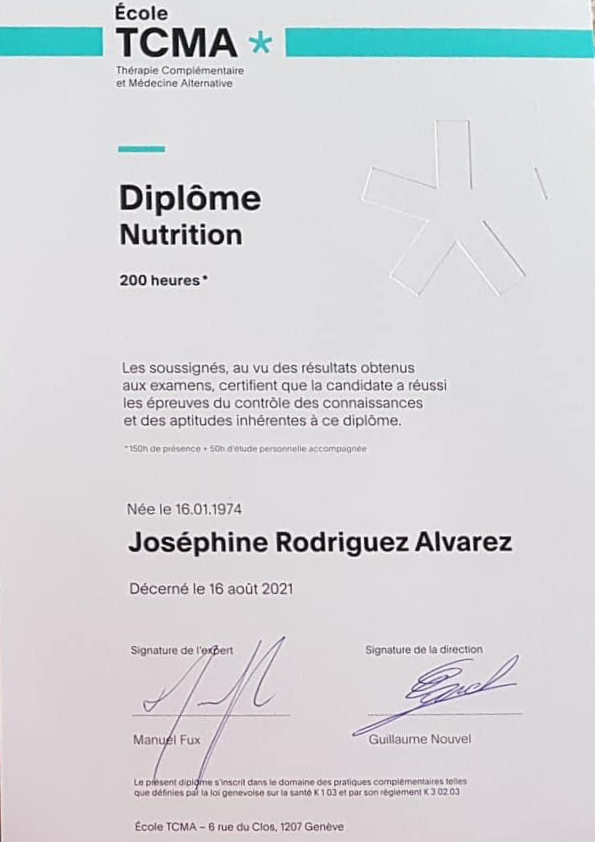 École
TCMA *
Thérapie Complémentaire
et Médecine Alternative
Diplôme
Nutrition
200 heures*
Les soussignés, au vu des résultats obtenus
aux examens, certifient que la candidate a réussi
les épreuves du contrôle des connaissances
et des aptitudes inhérentes à ce diplôme.
*150h de présence + 50h d'étude personnelle accompagnée
Née le 16.01.1974
Joséphine Rodriguez Alvarez
Décerné le 16 août 2021
Signature de l'expert
Signature de la direction
Manuel Fux
Guillaume Nouvel
Le présent diplôme s'inscrit dans le domaine des pratiques complémentaires telles
que définies par la loi genevoise sur la santé K 1 03 et par son règlement K 3 02.03
École TCMA – 6 rue du Clos, 1207 Genève